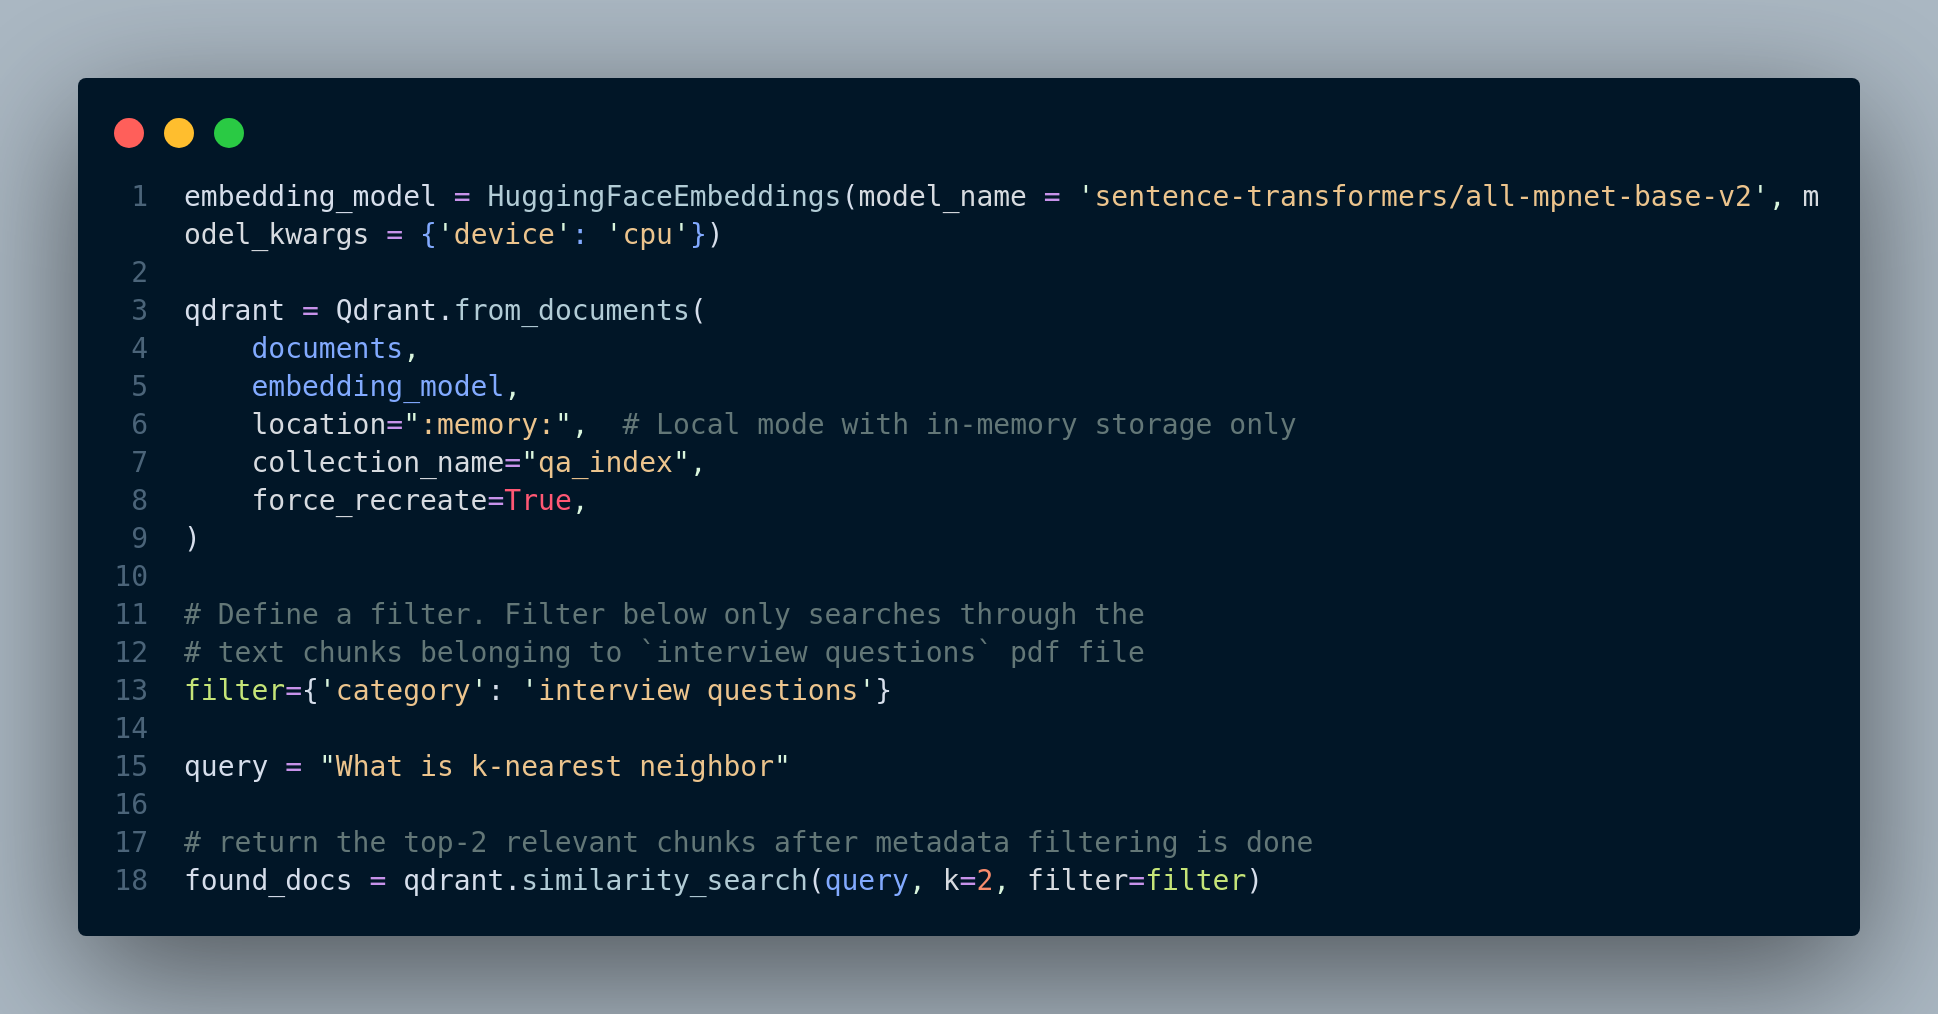 1 embedding_model = HuggingFaceEmbeddings(model_name = 'sentence-transformers/all-mpnet-base-v2', m
odel_kwargs = {'device': 'cpu'})
2
3 qdrant = Qdrant.from_documents(
4     documents,
5     embedding_model,
6     location=":memory:",  # Local mode with in-memory storage only
7     collection_name="qa_index",
8     force_recreate=True,
9 )
10
11 # Define a filter. Filter below only searches through the
12 # text chunks belonging to `interview questions` pdf file
13 filter={'category': 'interview questions'}
14
15 query = "What is k-nearest neighbor"
16
17 # return the top-2 relevant chunks after metadata filtering is done
18 found_docs = qdrant.similarity_search(query, k=2, filter=filter)